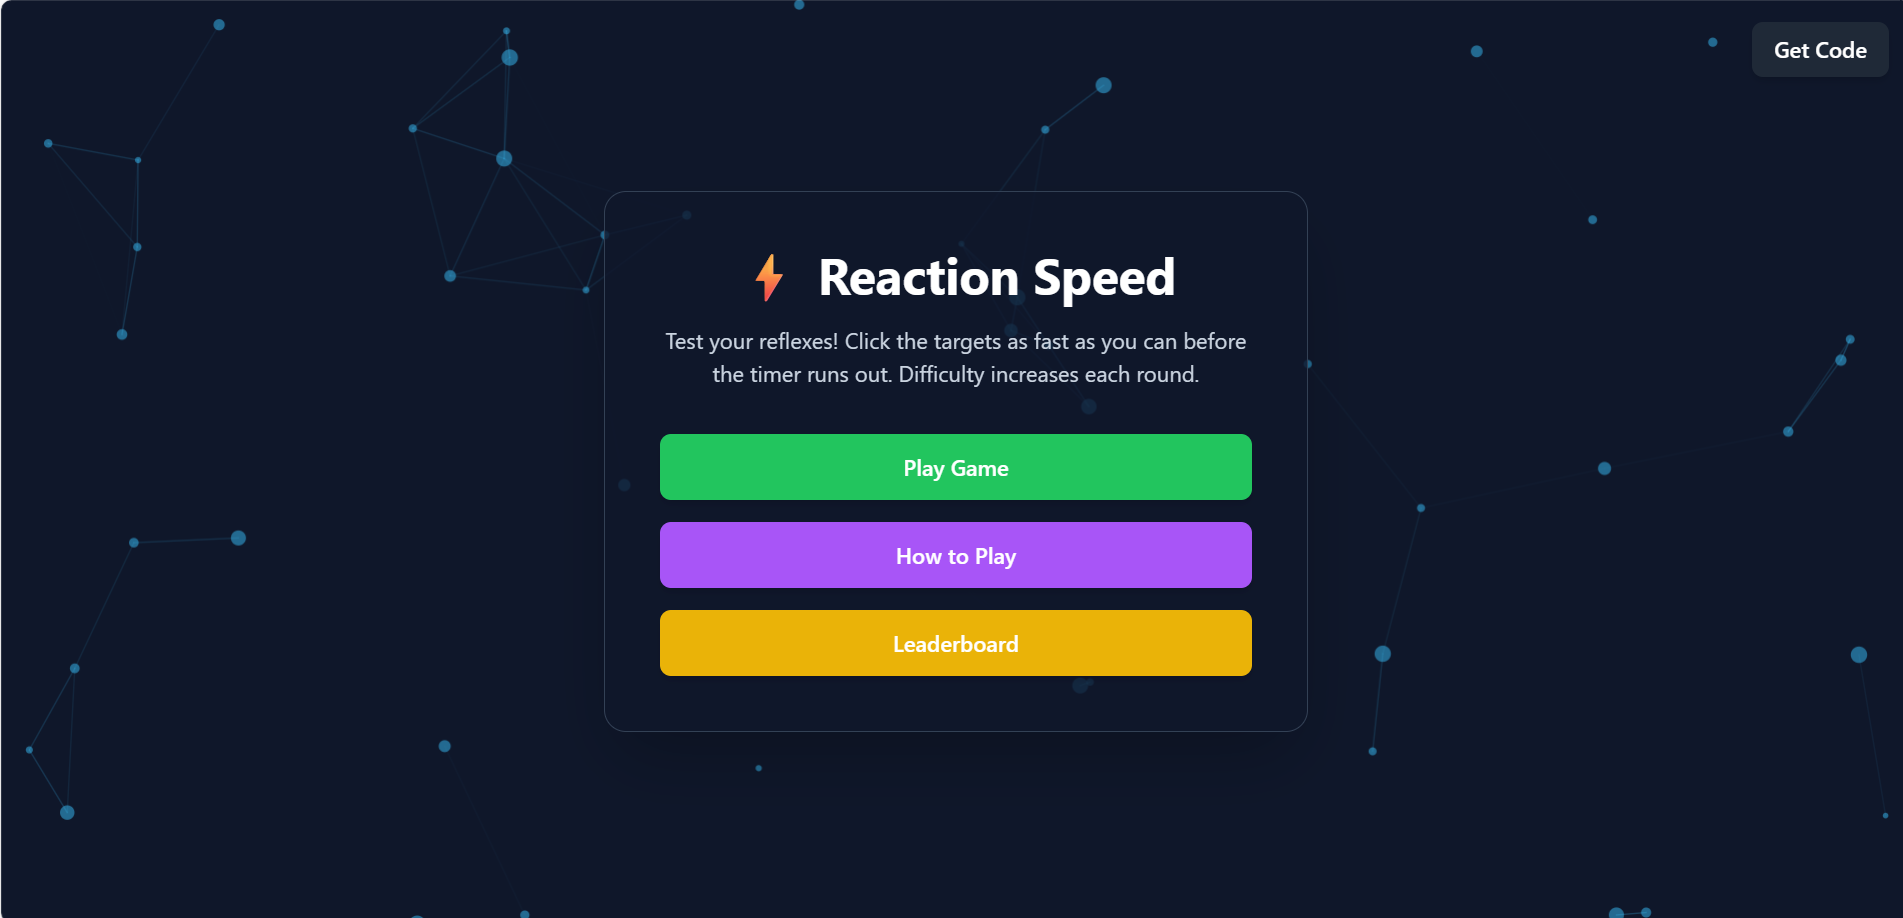 Get Code
Reaction Speed
Test your reflexes! Click the targets as fast as you can before
the timer runs out. Difficulty increases each round.
Play Game
How to Play
Leaderboard